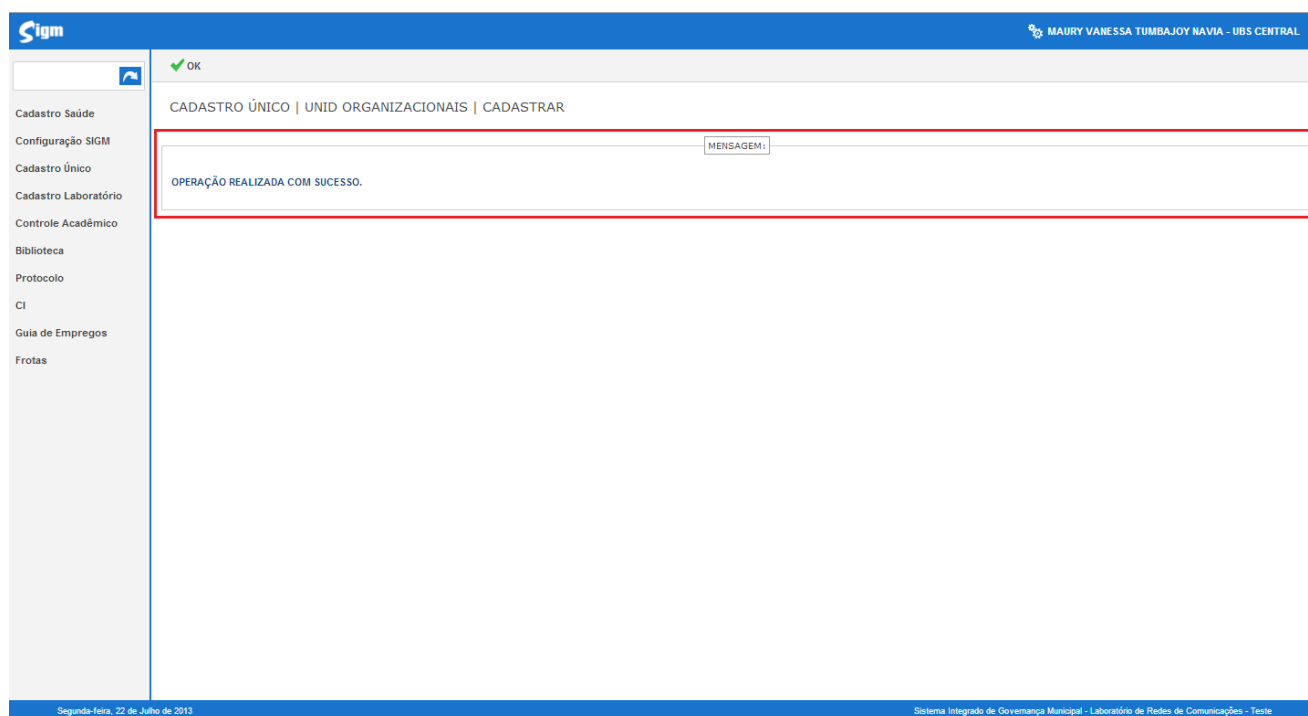 Sigm
MAURY VANESSA TUMBAJOY NAVIA - UBS CENTRAL
OK
CADASTRO ÚNICO | UNID ORGANIZACIONAIS | CADASTRAR
MENSAGEM:
OPERAÇÃO REALIZADA COM SUCESSO.
Cadastro Saúde
Configuração SIGM
Cadastro Único
Cadastro Laboratório
Controle Acadêmico
Biblioteca
Protocolo
CI
Guia de Empregos
Frotas
Segunda-feira, 22 de Julho de 2013
Sistema Integrado de Governança Municipal - Laboratório de Redes de Comunicações - Teste